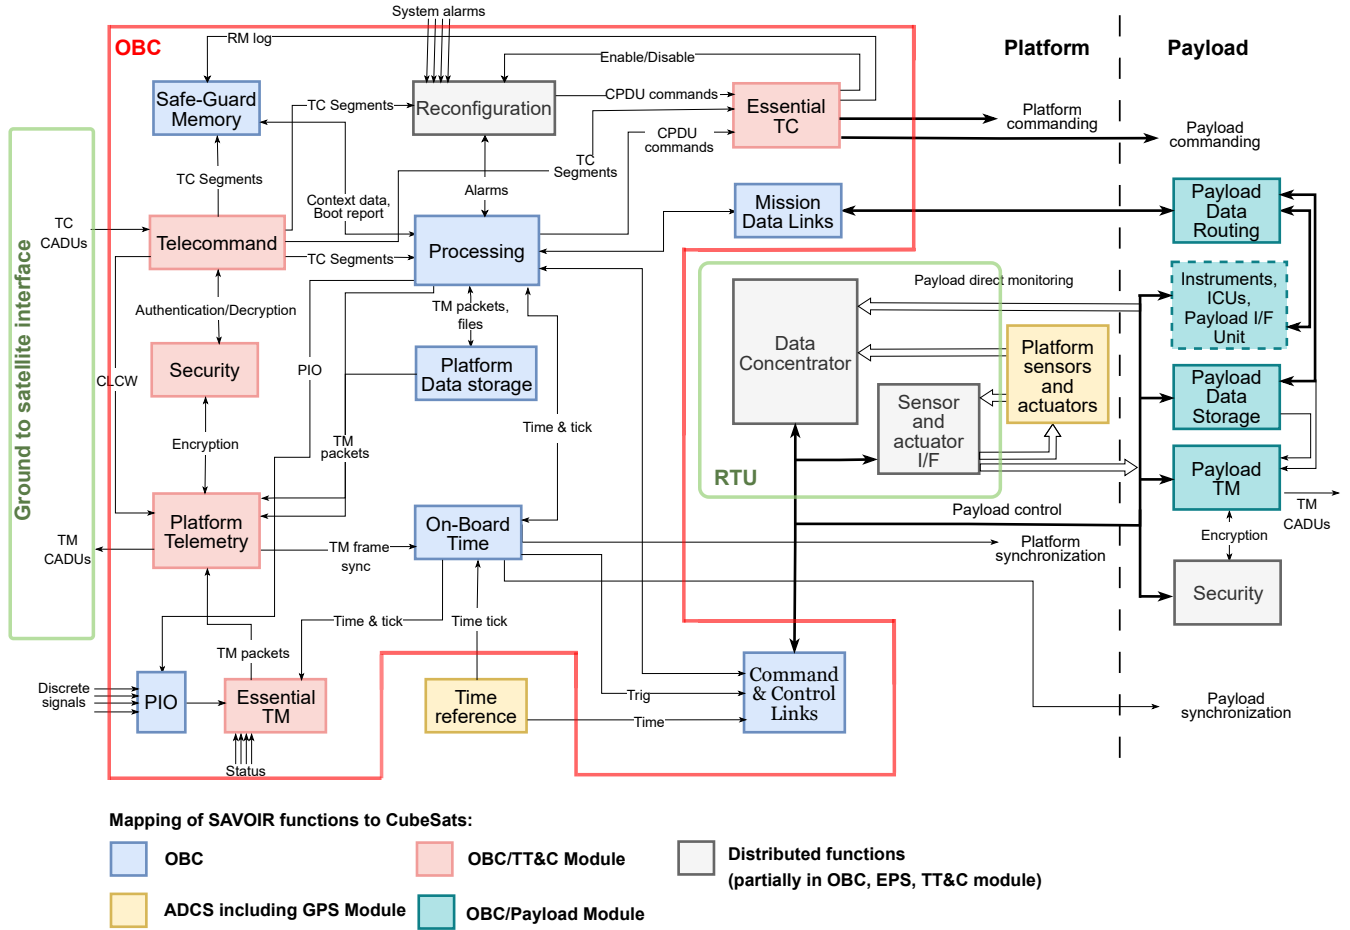 System alarms
OBC
RM log
Enable/Disable
Platform
Payload
Safe-Guard
Memory
TC Segments
Reconfiguration
CPDU commands
Essential
TC
Platform
commanding
Payload
commanding
CPDU
commands
TC
Segments
TC Segments
Alarms
Context data,
Boot report
Mission
Data Links
Payload
Data
Routing
TC
CADUs
Telecommand
Processing
TC Segments
Payload direct monitoring
Instruments,
ICUs,
Payload I/F
Unit
Authentication/Decryption
TM packets,
files
Data
Concentrator
Platform
sensors
and
actuators
Ground to satellite interface
CLCW
Security
PIO
Platform
Data storage
Payload
Data
Storage
Sensor
and
actuator
I/F
Time & tick
Encryption
TM
packets
RTU
Payload
TM
TM
CADUs
Payload control
Platform
Telemetry
On-Board
Time
TM
CADUs
TM frame
sync
Platform
synchronization
Encryption
Security
Time & tick
Time tick
TM packets
Discrete
signals
PIO
Essential
TM
Time
reference
Command
& Control
Links
Trig
Time
Payload
synchronization
Status
Mapping of SAVOIR functions to CubeSats:
OBC
OBC/TT&C Module
Distributed functions
(partially in OBC, EPS, TT&C module)
ADCS including GPS Module
OBC/Payload Module